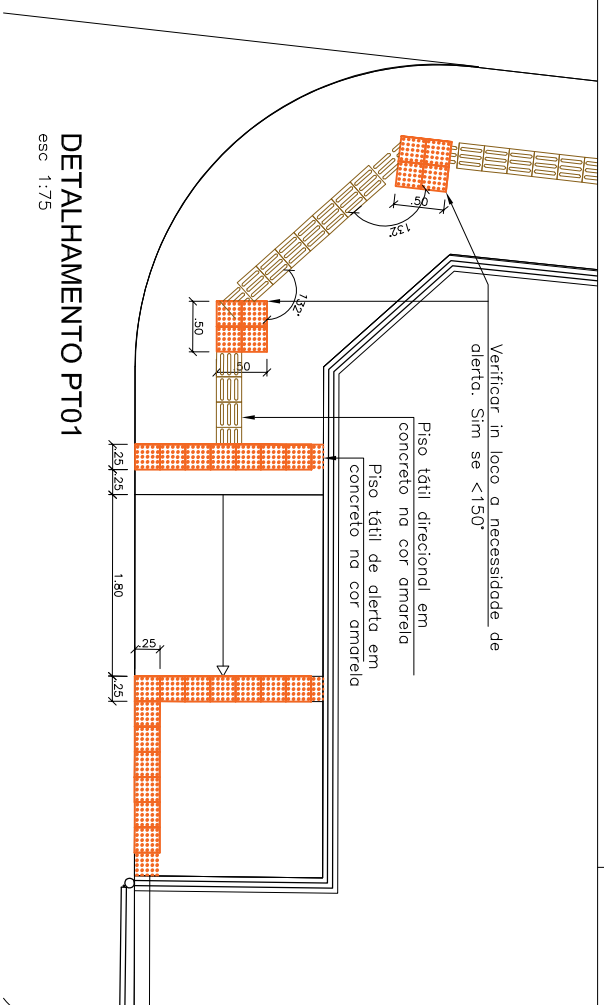 DETALHAMENTO PT01
esc 1:75
Verificar in loco a necessidade de
alerta. Sim se <150°
Piso tátil direcional em
concreto na cor amarela
Piso tátil de alerta em
concreto na cor amarela
.50
132°
132°
.50
.50
.25
.25
1.80
.25
.25